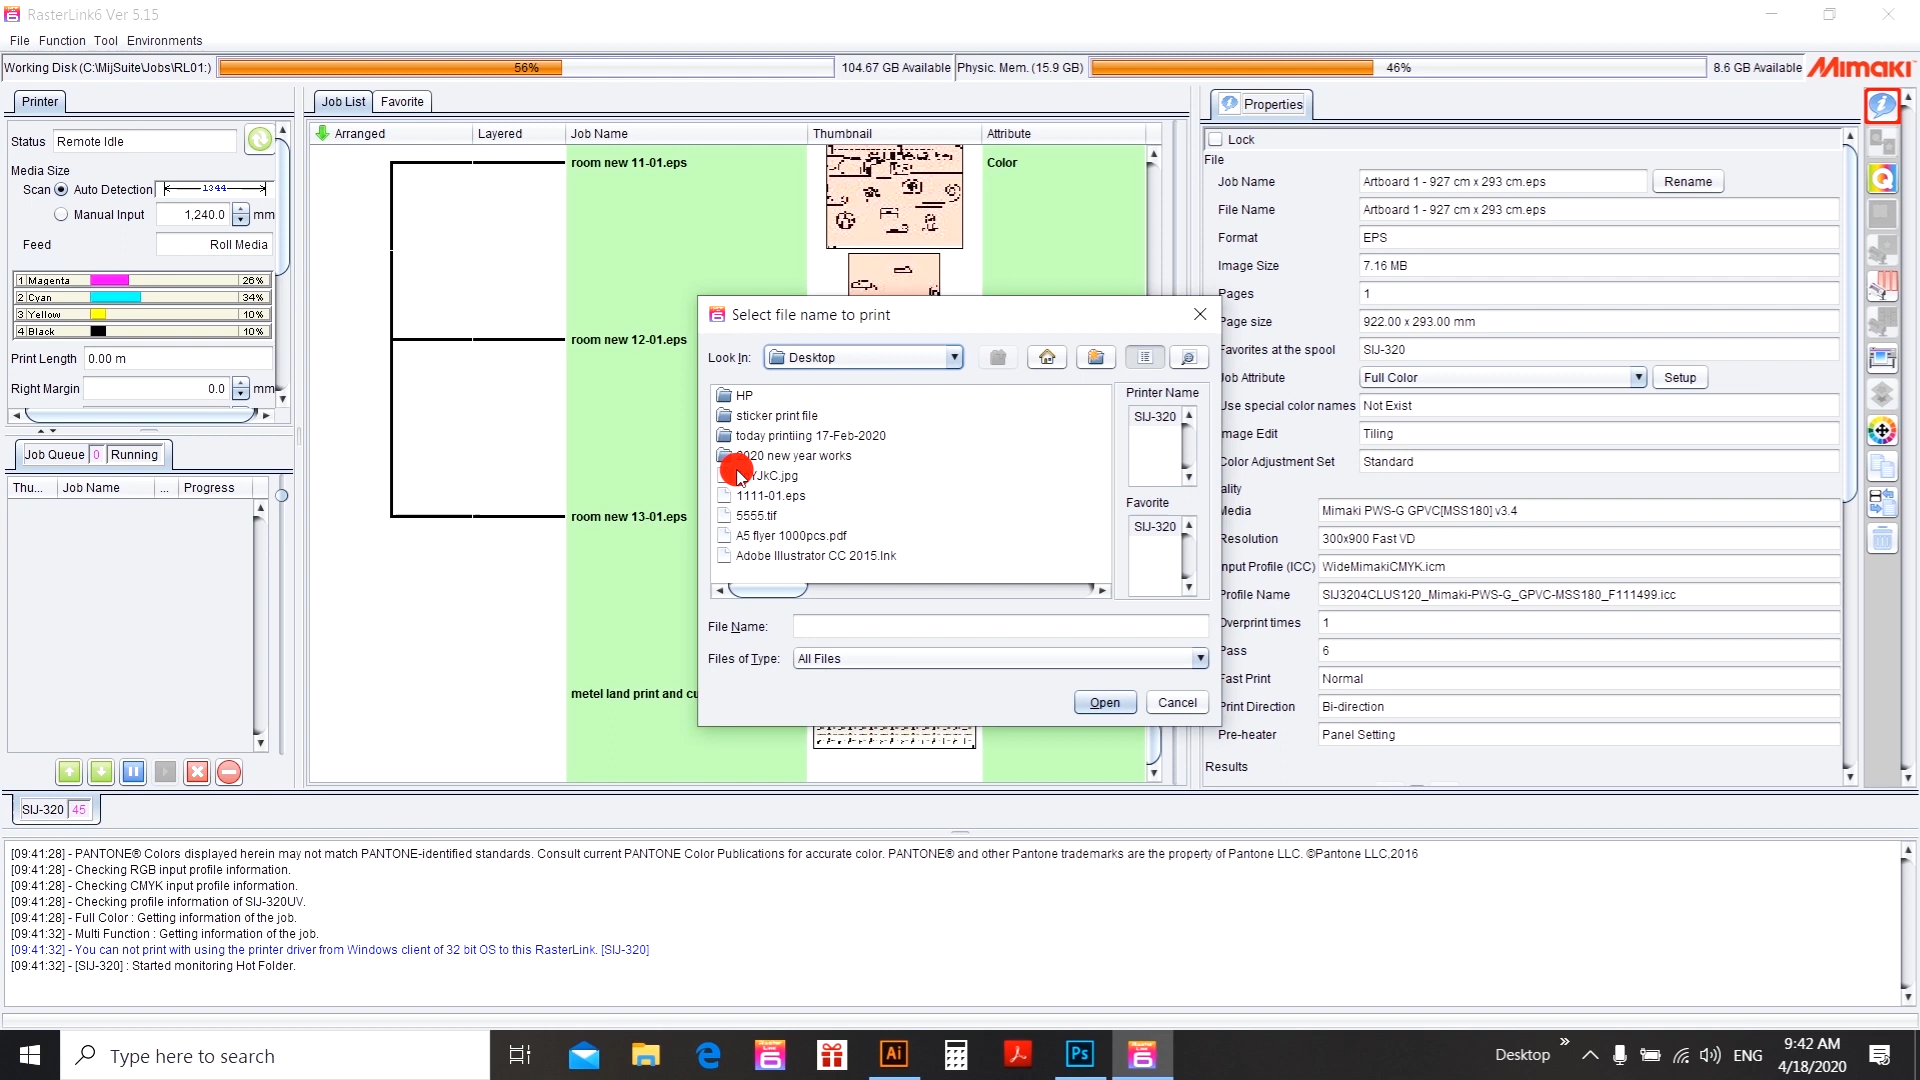 RasterLink6 Ver 5.15
File Function Tool Environments
Working Disk (C:\MijSuite\Jobs\RL01:) 56% 104.67 GB Available Physic. Mem. (15.9 GB) 46% 8.6 GB Available Mimaki
Printer
Status Remote Idle
Media Size
Scan Auto Detection 1344
Manual Input 1,240.0 mm
Feed Roll Media
1 Magenta 26%
2 Cyan 34%
3 Yellow 10%
4 Black 10%
Print Length 0.00 m
Right Margin 0.0 mm
Job Queue 0 Running
Thu... Job Name ... Progress
Job List Favorite
Arranged Layered Job Name Thumbnail Attribute
room new 11-01.eps Color
room new 12-01.eps
room new 13-01.eps
metel land print and cu
Select file name to print
Look In: Desktop
HP
sticker print file
today printiing 17-Feb-2020
2020 new year works
YJkC.jpg
1111-01.eps
5555.tif
A5 flyer 1000pcs.pdf
Adobe Illustrator CC 2015.lnk
Printer Name
SIJ-320
Favorite
SIJ-320
File Name:
Files of Type: All Files
Open Cancel
Properties
Lock
File
Job Name Artboard 1 - 927 cm x 293 cm.eps Rename
File Name Artboard 1 - 927 cm x 293 cm.eps
Format EPS
Image Size 7.16 MB
Pages 1
Page size 922.00 x 293.00 mm
Favorites at the spool SIJ-320
Job Attribute Full Color Setup
Use special color names Not Exist
Image Edit Tiling
Color Adjustment Set Standard
ality
Media Mimaki PWS-G GPVC[MSS180] v3.4
Resolution 300x900 Fast VD
Input Profile (ICC) WideMimakiCMYK.icm
Profile Name SIJ3204CLUS120_Mimaki-PWS-G_GPVC-MSS180_F111499.icc
Overprint times 1
Pass 6
Fast Print Normal
Print Direction Bi-direction
Pre-heater Panel Setting
Results
SIJ-320 45
[09:41:28] - PANTONE® Colors displayed herein may not match PANTONE-identified standards. Consult current PANTONE Color Publications for accurate color. PANTONE® and other Pantone trademarks are the property of Pantone LLC. ©Pantone LLC,2016
[09:41:28] - Checking RGB input profile information.
[09:41:28] - Checking CMYK input profile information.
[09:41:28] - Checking profile information of SIJ-320UV.
[09:41:28] - Full Color : Getting information of the job.
[09:41:32] - Multi Function : Getting information of the job.
[09:41:32] - You can not print with using the printer driver from Windows client of 32 bit OS to this RasterLink. [SIJ-320]
[09:41:32] - [SIJ-320] : Started monitoring Hot Folder.
Type here to search
Ai
Ps
Desktop
ENG
9:42 AM
4/18/2020